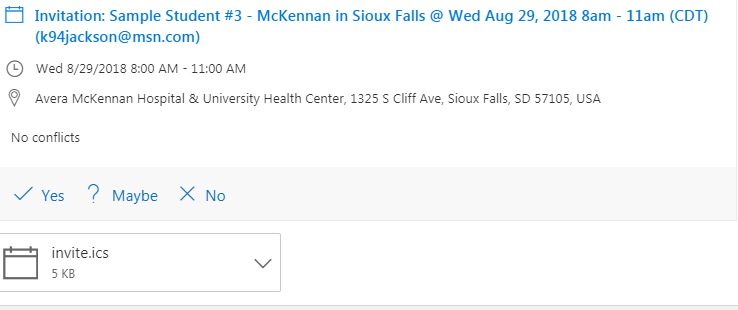 Invitation: Sample Student #3 - McKennan in Sioux Falls @ Wed Aug 29, 2018 8am - 11am (CDT)
(k94jackson@msn.com)
Wed 8/29/2018 8:00 AM - 11:00 AM
Avera McKennan Hospital & University Health Center, 1325 S Cliff Ave, Sioux Falls, SD 57105, USA
No conflicts
Yes ? Maybe No
invite.ics
5 KB